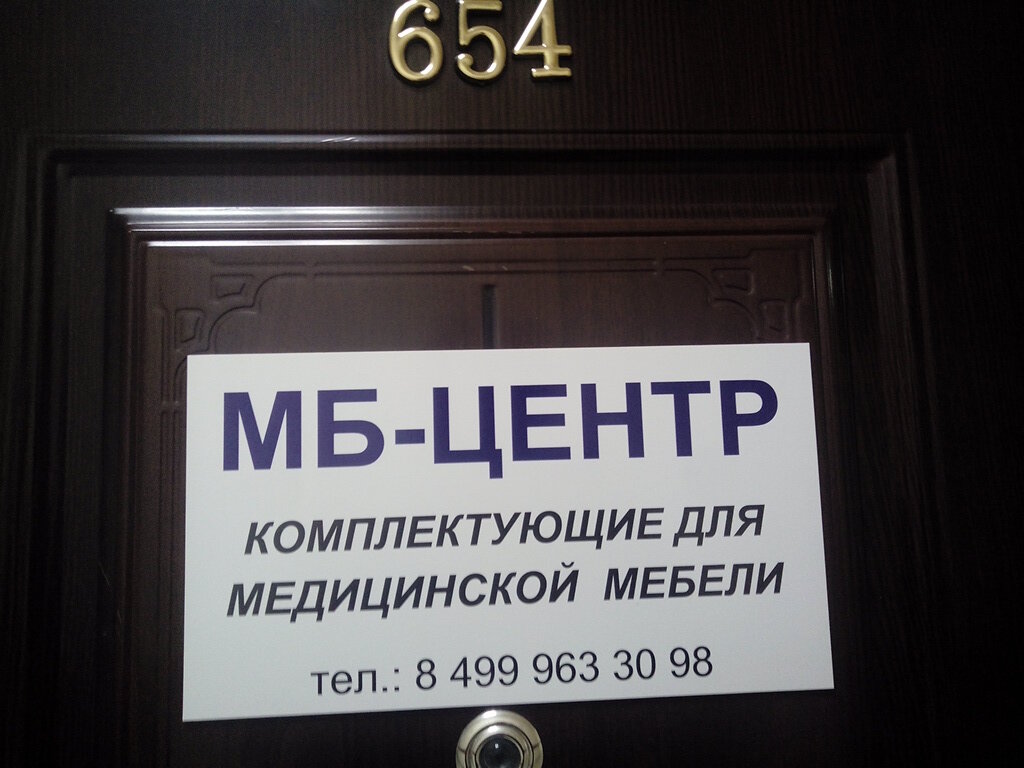 654
МБ-ЦЕНТР
КОМПЛЕКТУЮЩИЕ ДЛЯ
МЕДИЦИНСКОЙ МЕБЕЛИ
тел.: 8 499 963 30 98